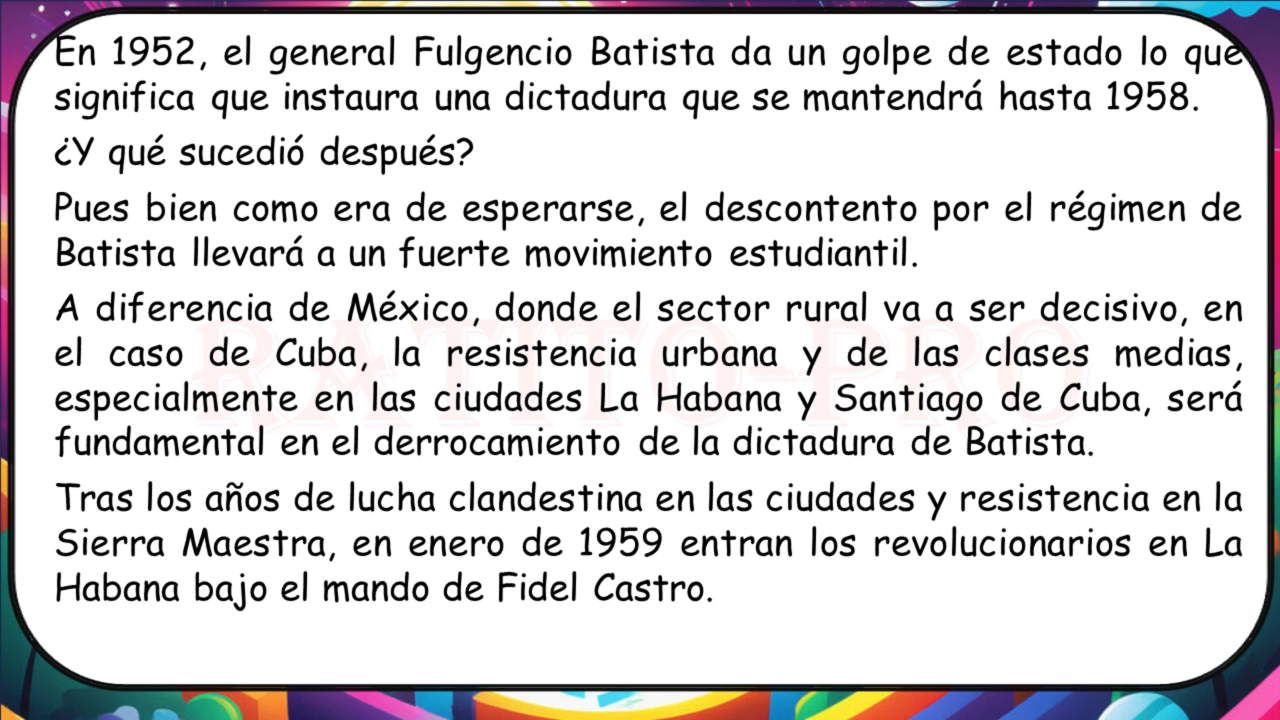 En 1952, el general Fulgencio Batista da un golpe de estado lo que
significa que instaura una dictadura que se mantendrá hasta 1958.
¿Y qué sucedió después?
Pues bien como era de esperarse, el descontento por el régimen de
Batista llevará a un fuerte movimiento estudiantil.
A diferencia de México, donde el sector rural va a ser decisivo, en
el caso de Cuba, la resistencia urbana y de las clases medias,
especialmente en las ciudades La Habana y Santiago de Cuba, será
fundamental en el derrocamiento de la dictadura de Batista.
Tras los años de lucha clandestina en las ciudades y resistencia en la
Sierra Maestra, en enero de 1959 entran los revolucionarios en La
Habana bajo el mando de Fidel Castro.
RATITO-PRO